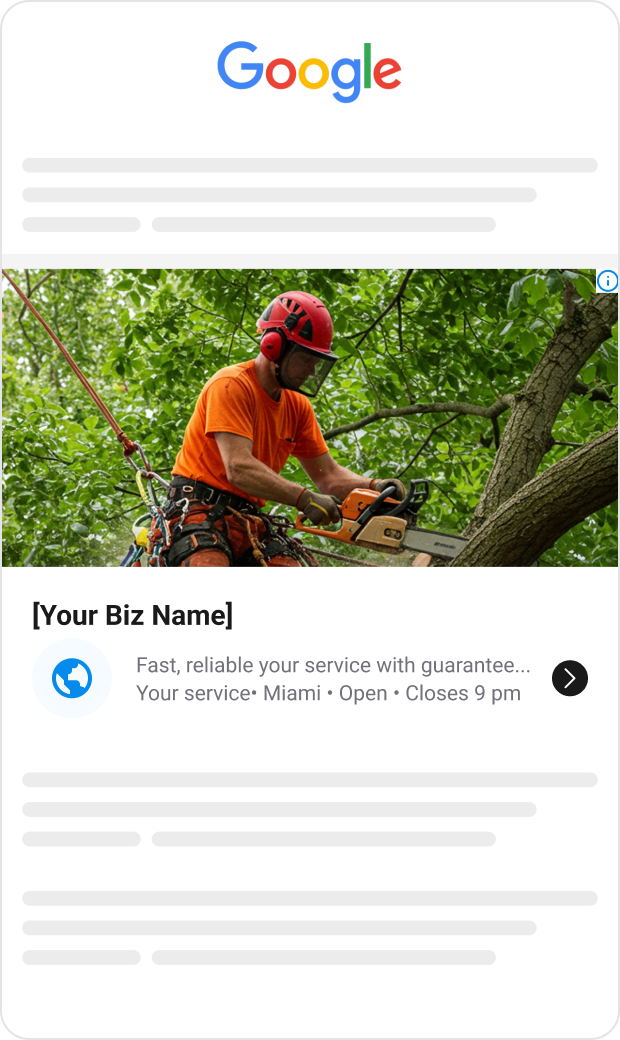 Google
[Your Biz Name]
Fast, reliable your service with guarantee...
Your service• Miami • Open • Closes 9 pm